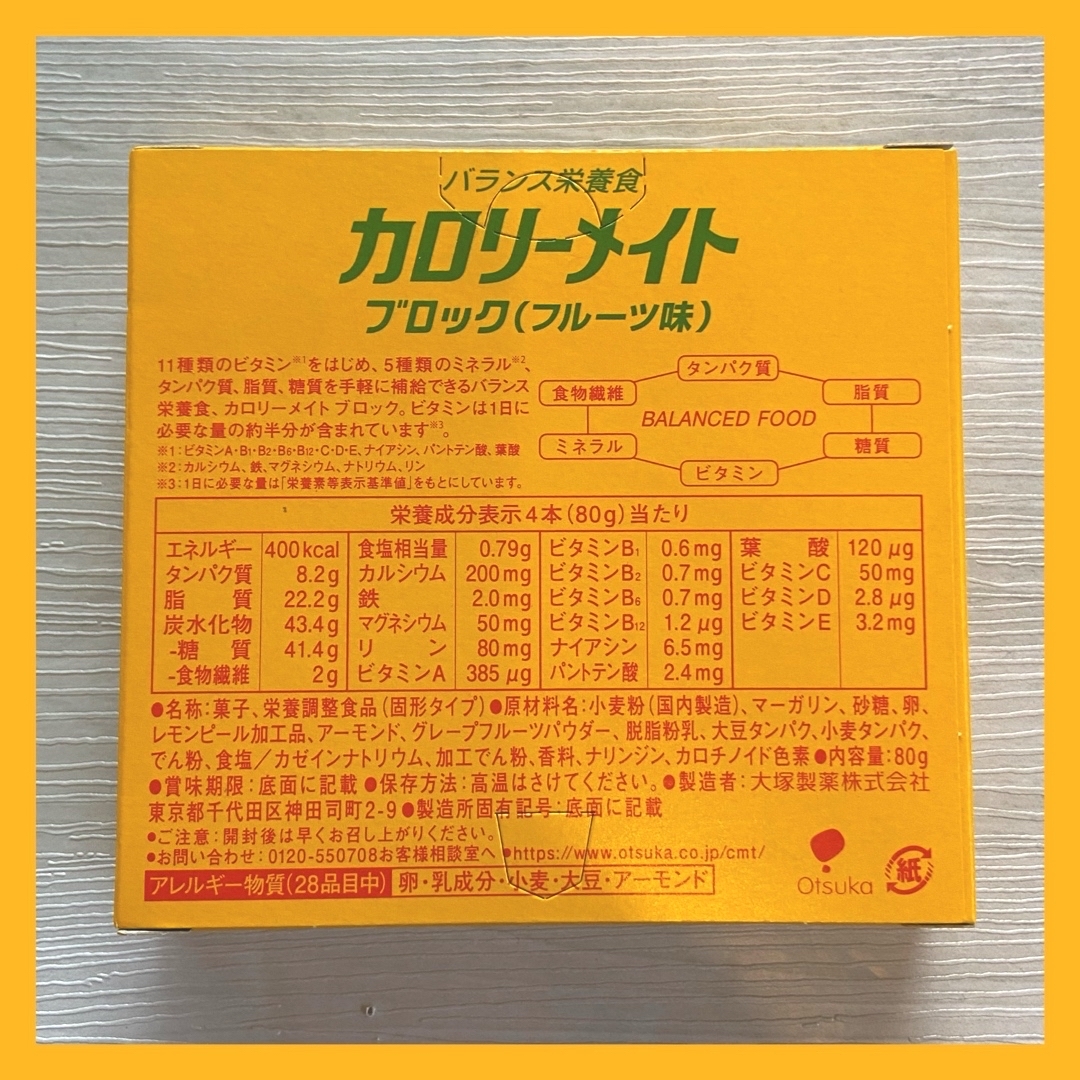 バランス栄養食
カロリーメイト
ブロック(フルーツ味)
11種類のビタミン※1をはじめ、5種類のミネラル※2、
タンパク質、脂質、糖質を手軽に補給できるバランス
栄養食、カロリーメイト ブロック。ビタミンは1日に
必要な量の約半分が含まれています※3。
※1:ビタミンA・B1・B2・B6・B12・C・D・E、ナイアシン、パントテン酸、葉酸
※2:カルシウム、鉄、マグネシウム、ナトリウム、リン
※3:1日に必要な量は「栄養素等表示基準値」をもとにしています。
タンパク質
食物繊維 脂質
BALANCED FOOD
ミネラル 糖質
ビタミン
栄養成分表示4本(80g)当たり
エネルギー 400kcal 食塩相当量 0.79g ビタミンB1 0.6mg 葉酸 120μg
タンパク質 8.2g カルシウム 200mg ビタミンB2 0.7mg ビタミンC 50mg
脂質 22.2g 鉄 2.0mg ビタミンB6 0.7mg ビタミンD 2.8μg
炭水化物 43.4g マグネシウム 50mg ビタミンB12 1.2μg ビタミンE 3.2mg
-糖質 41.4g リン 80mg ナイアシン 6.5mg
-食物繊維 2g ビタミンA 385μg パントテン酸 2.4mg
●名称:菓子、栄養調整食品(固形タイプ)●原材料名:小麦粉(国内製造)、マーガリン、砂糖、卵、
レモンピール加工品、アーモンド、グレープフルーツパウダー、脱脂粉乳、大豆タンパク、小麦タンパク、
でん粉、食塩/カゼインナトリウム、加工でん粉、香料、ナリンジン、カロチノイド色素●内容量:80g
●賞味期限:底面に記載 ●保存方法:高温はさけてください。●製造者:大塚製薬株式会社
東京都千代田区神田司町2-9●製造所固有記号:底面に記載
●ご注意:開封後は早くお召し上がりください。
●お問い合わせ:0120-550708お客様相談室へ ●https://www.otsuka.co.jp/cmt/
アレルギー物質(28品目中) 卵・乳成分・小麦・大豆・アーモンド
Otsuka
紙